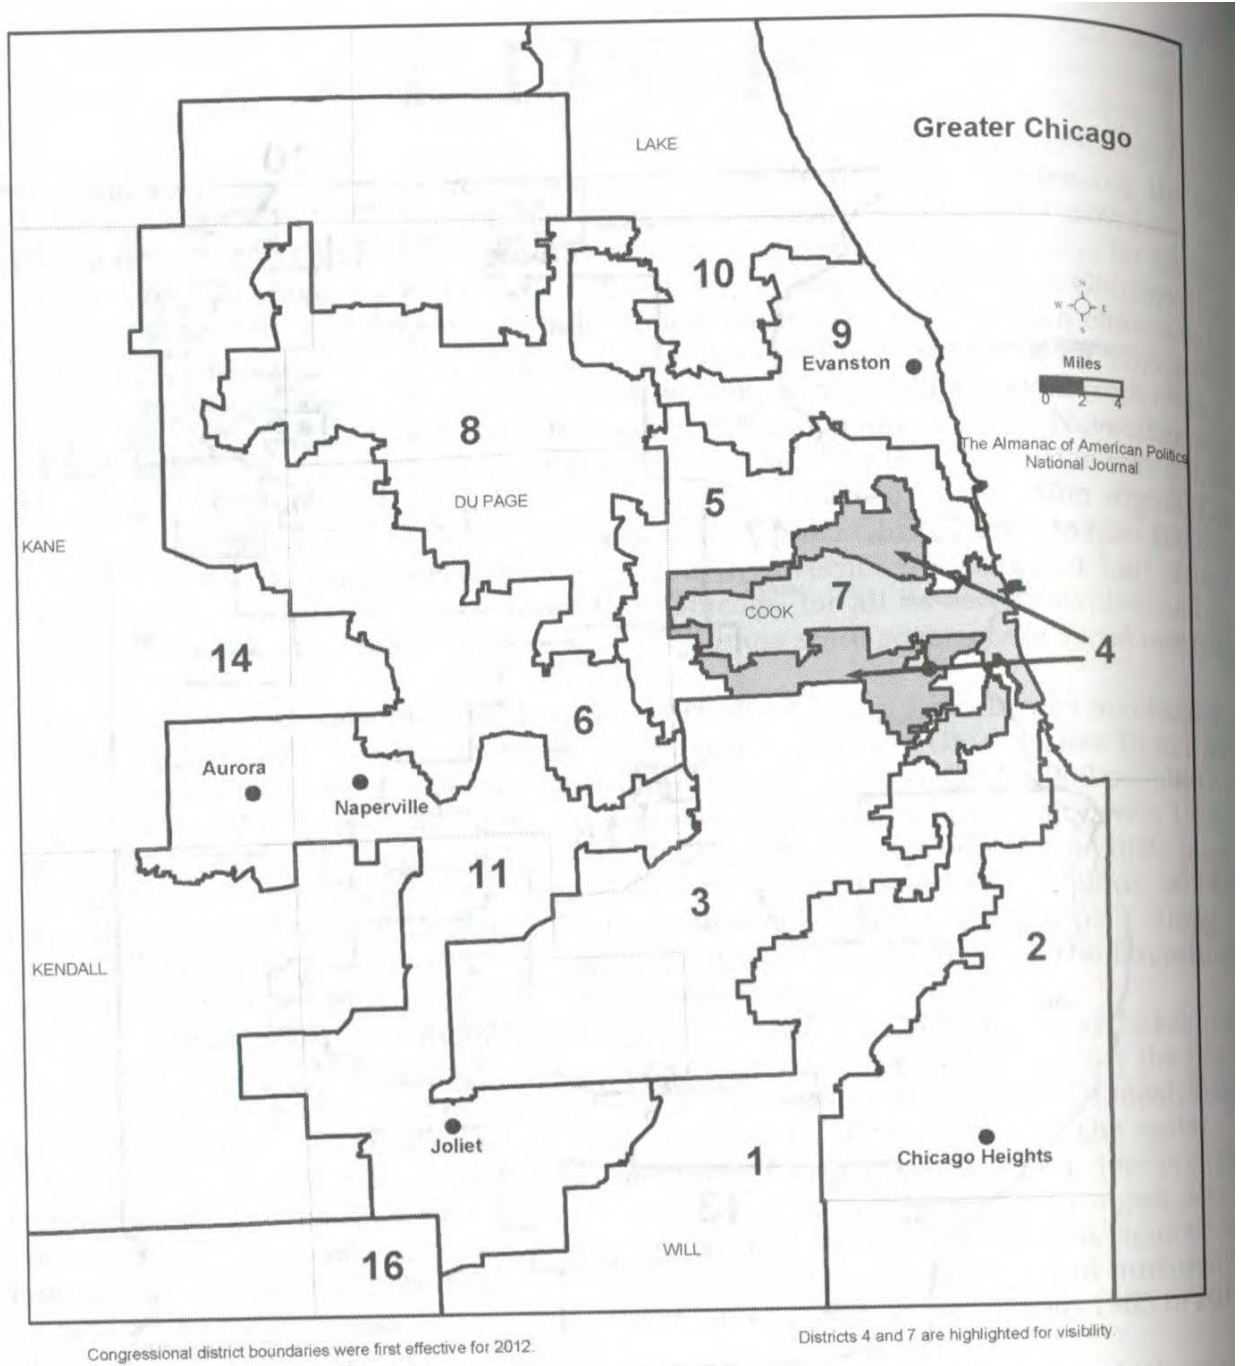 Greater Chicago
LAKE
10
N
W
E
S
9
Evanston
Miles
0 2 4
8
The Almanac of American Politics
National Journal
DU PAGE
5
KANE
7
COOK
4
14
6
Aurora
Naperville
11
3
2
KENDALL
Joliet
1
Chicago Heights
WILL
16
Congressional district boundaries were first effective for 2012.
Districts 4 and 7 are highlighted for visibility.